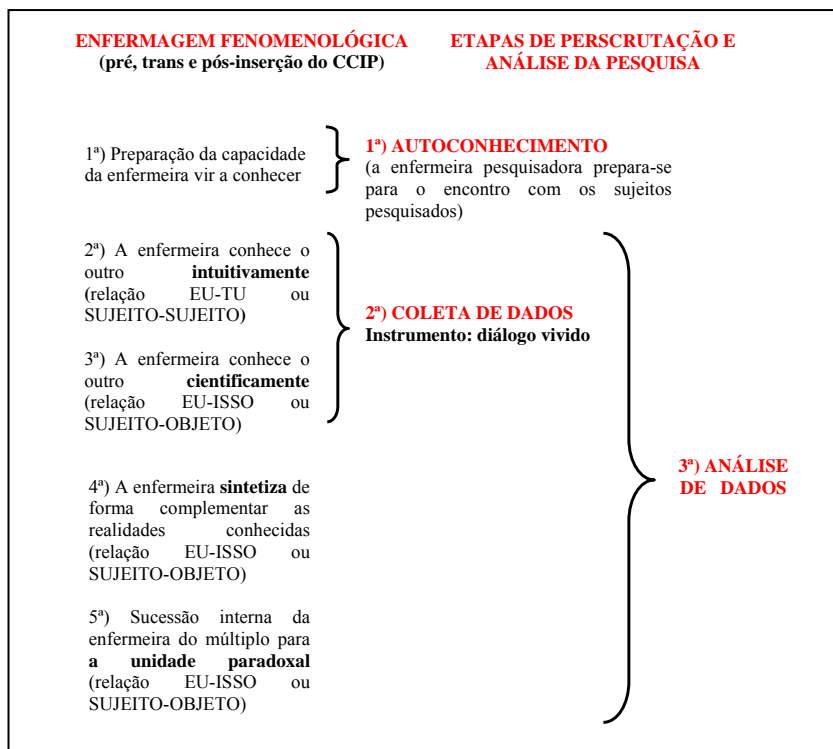 ENFERMAGEM FENOMENOLÓGICA
(pré, trans e pós-inserção do CCIP)
ETAPAS DE PERSCRUTAÇÃO E
ANÁLISE DA PESQUISA
1ª) Preparação da capacidade
da enfermeira vir a conhecer
1ª) AUTOCONHECIMENTO
(a enfermeira pesquisadora prepara-se
para o encontro com os sujeitos
pesquisados)
2ª) A enfermeira conhece o
outro intuitivamente
(relação EU-TU ou
SUJEITO-SUJEITO)
3ª) A enfermeira conhece o
outro cientificamente
(relação EU-ISSO ou
SUJEITO-OBJETO)
2ª) COLETA DE DADOS
Instrumento: diálogo vivido
4ª) A enfermeira sintetiza de
forma complementar as
realidades conhecidas
(relação EU-ISSO ou
SUJEITO-OBJETO)
5ª) Sucessão interna da
enfermeira do múltiplo para
a unidade paradoxal
(relação EU-ISSO ou
SUJEITO-OBJETO)
3ª) ANÁLISE
DE DADOS